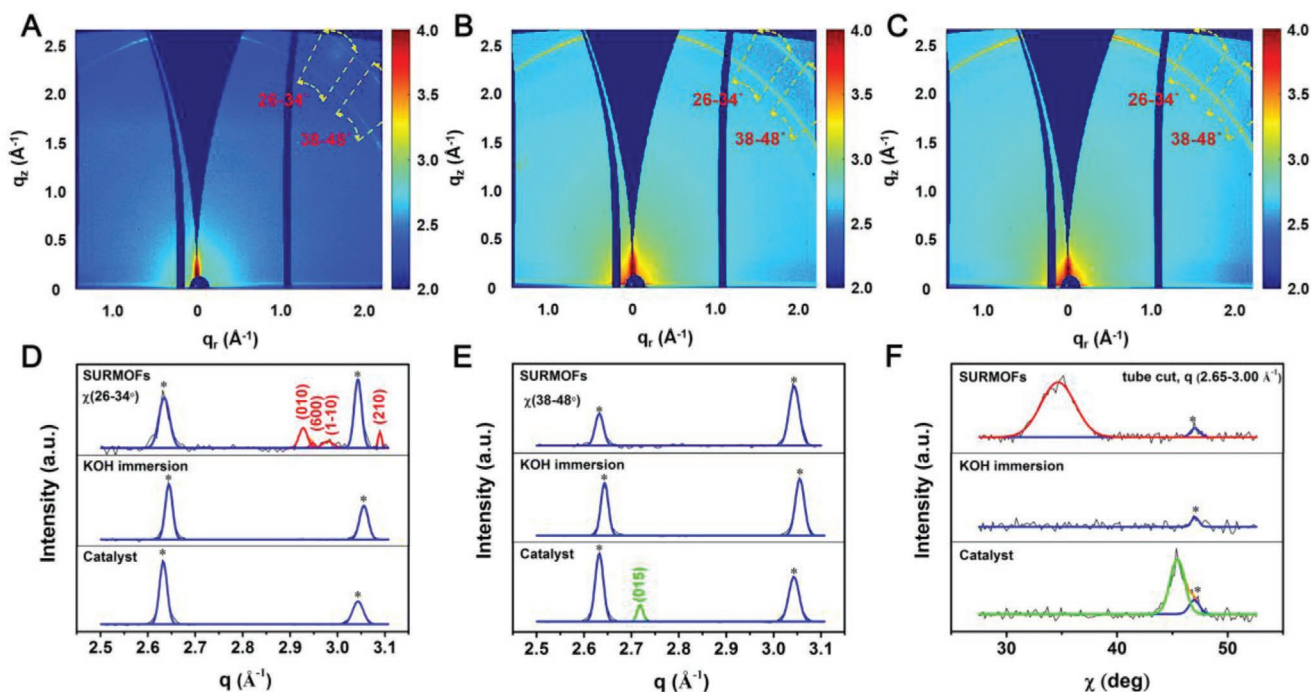 A
B
C
2.5
2.0
1.5
1.0
0.5
0
q_z (Å⁻¹)
26-34°
38-48°
1.0
0
1.0
2.0
q_r (Å⁻¹)
4.0
3.5
3.0
2.5
2.0
2.5
2.0
1.5
1.0
0.5
0
q_z (Å⁻¹)
26-34°
38-48°
1.0
0
1.0
2.0
q_r (Å⁻¹)
4.0
3.5
3.0
2.5
2.0
2.5
2.0
1.5
1.0
0.5
0
q_z (Å⁻¹)
26-34°
38-48°
1.0
0
1.0
2.0
q_r (Å⁻¹)
4.0
3.5
3.0
2.5
2.0
D
SURMOFs
χ(26-34°)
*
(010)
(600)
(1-10)
*
(210)
KOH immersion
*
*
Catalyst
*
*
Intensity (a.u.)
2.5
2.6
2.7
2.8
2.9
3.0
3.1
q (Å⁻¹)
E
SURMOFs
χ(38-48°)
*
*
KOH immersion
*
*
Catalyst
*
(015)
*
Intensity (a.u.)
2.5
2.6
2.7
2.8
2.9
3.0
3.1
q (Å⁻¹)
F
SURMOFs
tube cut, q (2.65-3.00 Å⁻¹)
*
KOH immersion
*
Catalyst
*
Intensity (a.u.)
30
40
50
χ (deg)